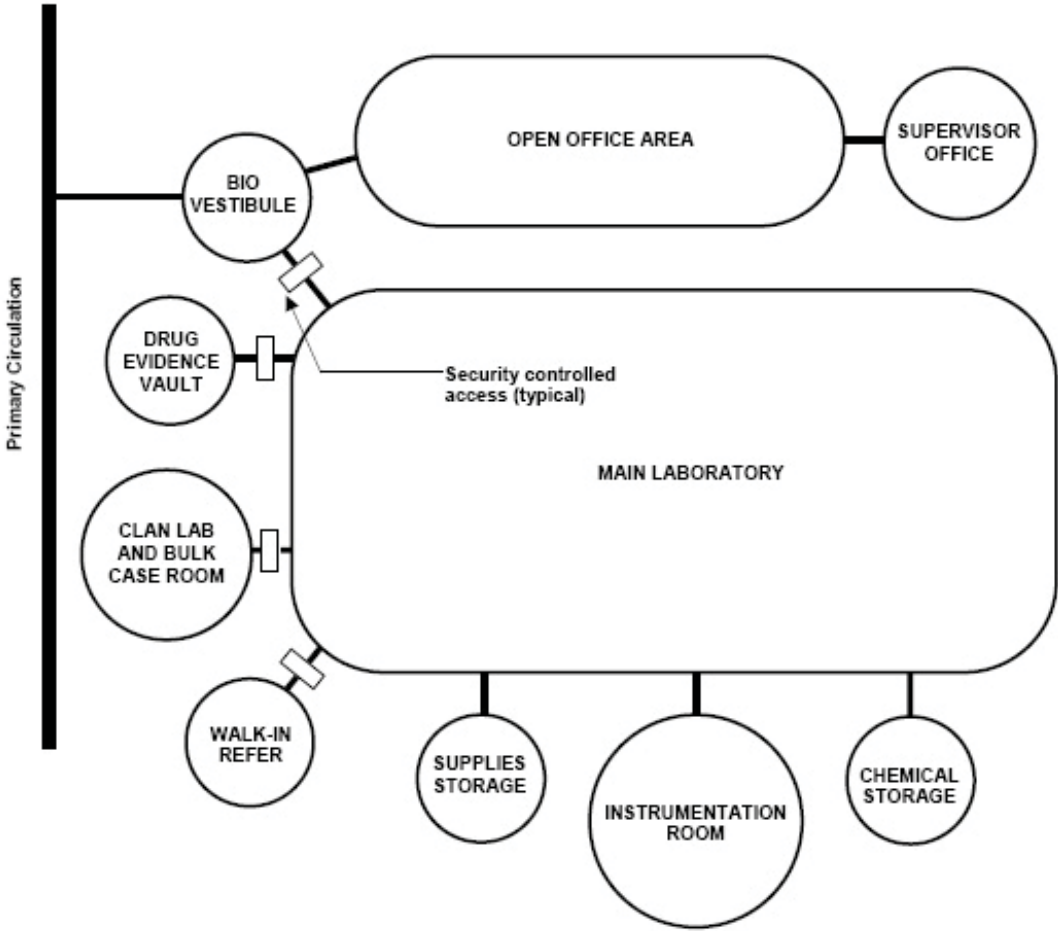 OPEN OFFICE AREA
SUPERVISOR
OFFICE
BIO
VESTIBULE
Primary Circulation
DRUG
EVIDENCE
VAULT
Security controlled
access (typical)
MAIN LABORATORY
CLAN LAB
AND BULK
CASE ROOM
WALK-IN
REFER
SUPPLIES
STORAGE
INSTRUMENTATION
ROOM
CHEMICAL
STORAGE